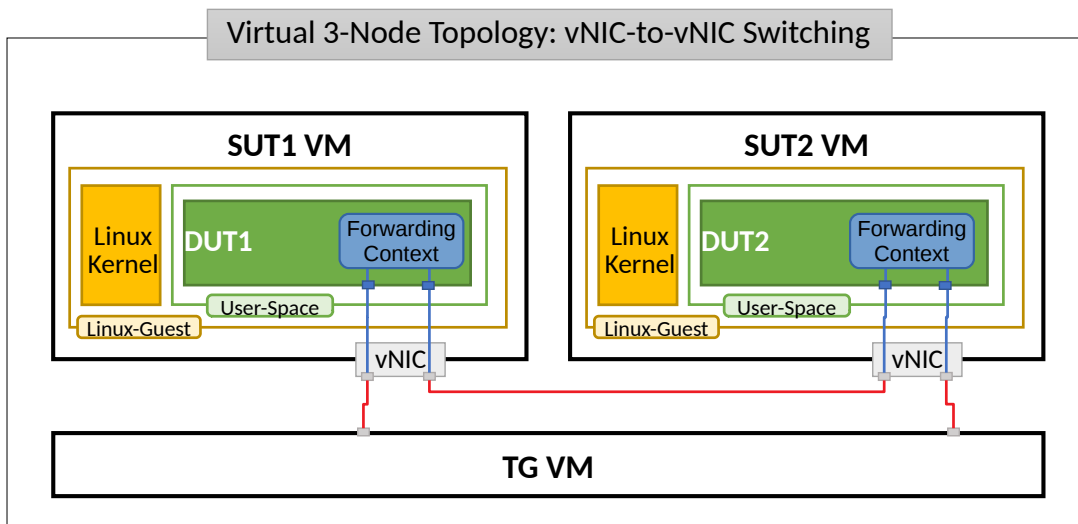 Virtual 3-Node Topology: vNIC-to-vNIC Switching
SUT1 VM
Linux
Kernel
DUT1
Forwarding
Context
User-Space
Linux-Guest
vNIC
SUT2 VM
Linux
Kernel
DUT2
Forwarding
Context
User-Space
Linux-Guest
vNIC
TG VM